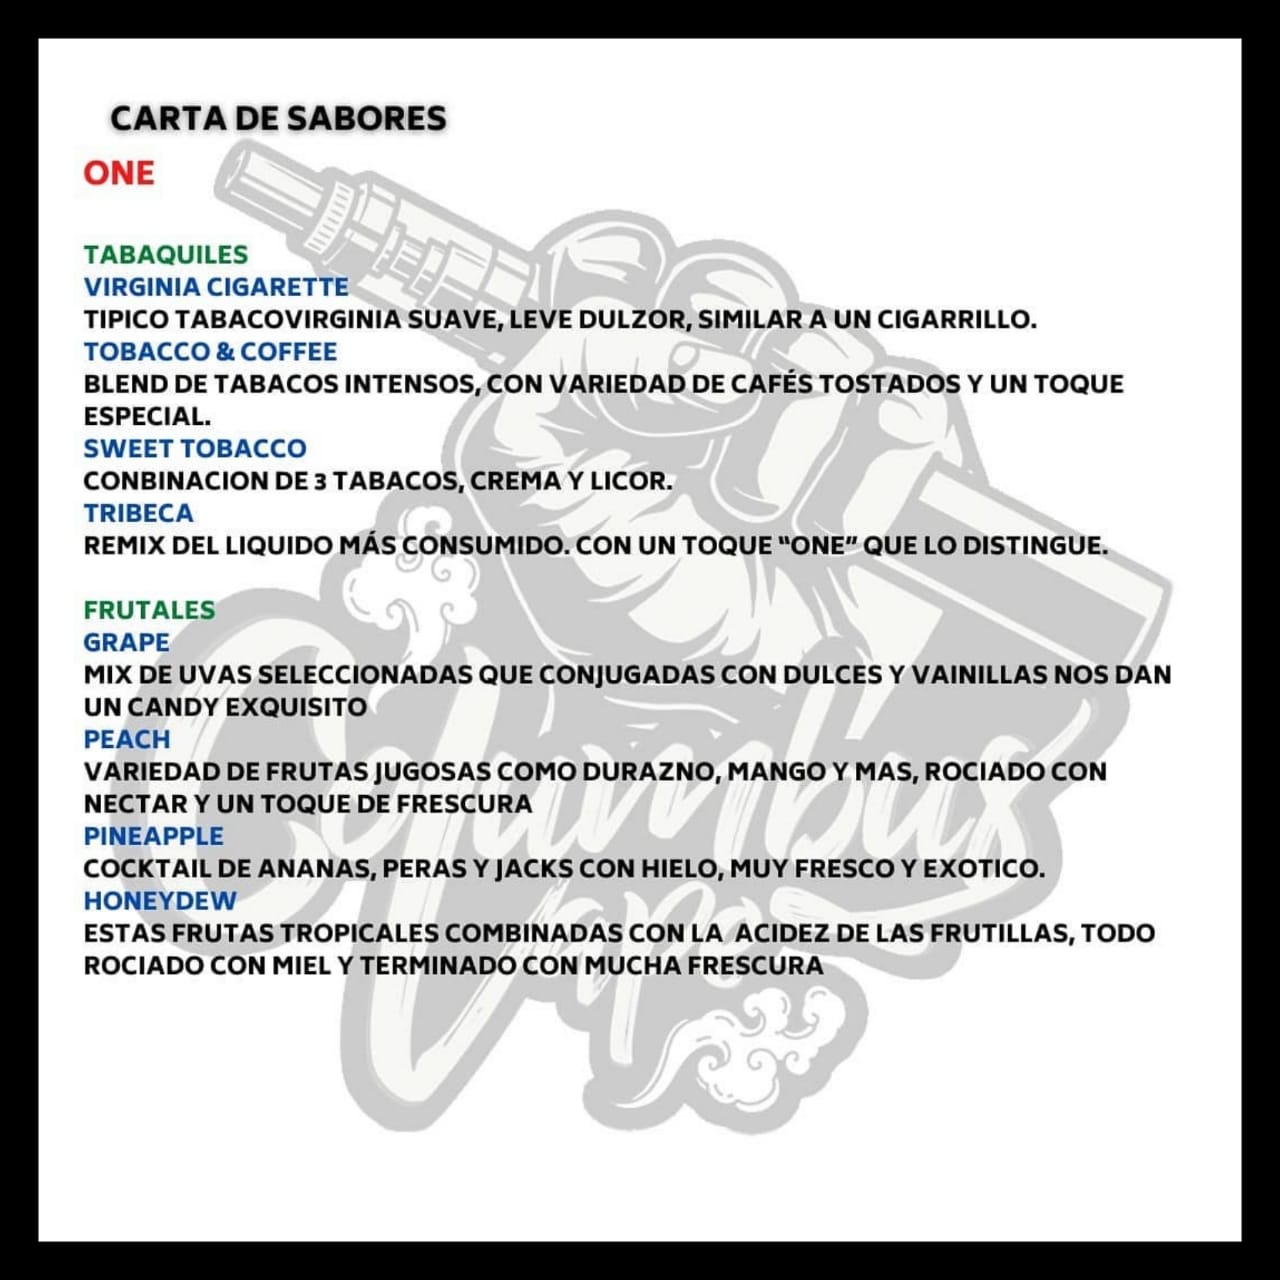 CARTA DE SABORES
ONE
TABAQUILES
VIRGINIA CIGARETTE
TIPICO TABACOVIRGINIA SUAVE, LEVE DULZOR, SIMILAR A UN CIGARRILLO.
TOBACCO & COFFEE
BLEND DE TABACOS INTENSOS, CON VARIEDAD DE CAFÉS TOSTADOS Y UN TOQUE
ESPECIAL.
SWEET TOBACCO
CONBINACION DE 3 TABACOS, CREMA Y LICOR.
TRIBECA
REMIX DEL LIQUIDO MÁS CONSUMIDO. CON UN TOQUE "ONE" QUE LO DISTINGUE.
FRUTALES
GRAPE
MIX DE UVAS SELECCIONADAS QUE CONJUGADAS CON DULCES Y VAINILLAS NOS DAN
UN CANDY EXQUISITO
PEACH
VARIEDAD DE FRUTAS JUGOSAS COMO DURAZNO, MANGO Y MAS, ROCIADO CON
NECTAR Y UN TOQUE DE FRESCURA
PINEAPPLE
COCKTAIL DE ANANAS, PERAS Y JACKS CON HIELO, MUY FRESCO Y EXOTICO.
HONEYDEW
ESTAS FRUTAS TROPICALES COMBINADAS CON LA ACIDEZ DE LAS FRUTILLAS, TODO
ROCIADO CON MIEL Y TERMINADO CON MUCHA FRESCURA
Columbus
Vape